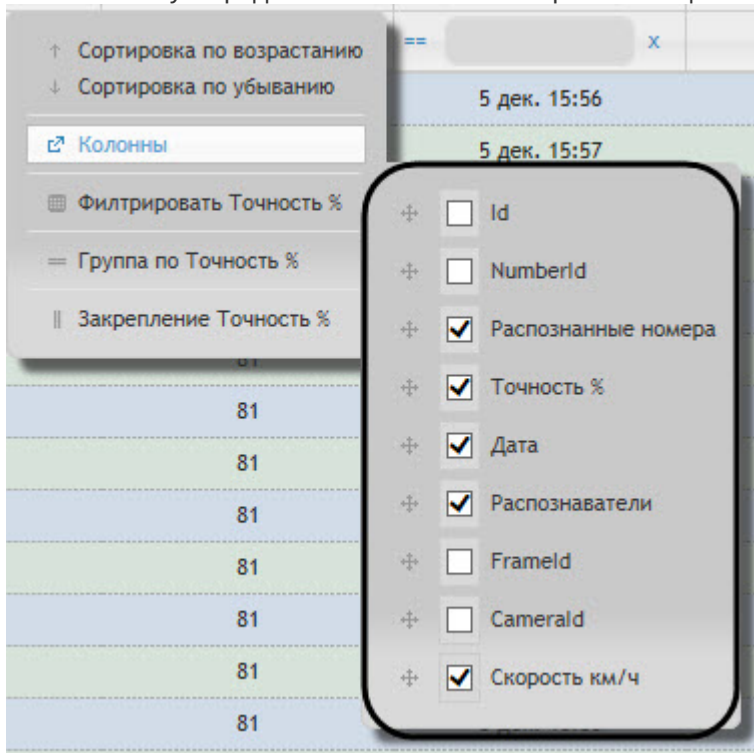 Сортировка по возрастанию
Сортировка по убыванию
Колонны
Филтрировать Точность %
Группа по Точность %
Закрепление Точность %
== x
5 дек. 15:56
5 дек. 15:57
Id
NumberId
Распознанные номера
Точность %
Дата
Распознаватели
FrameId
CameraId
Скорость км/ч
81
81
81
81
81
81
81
81